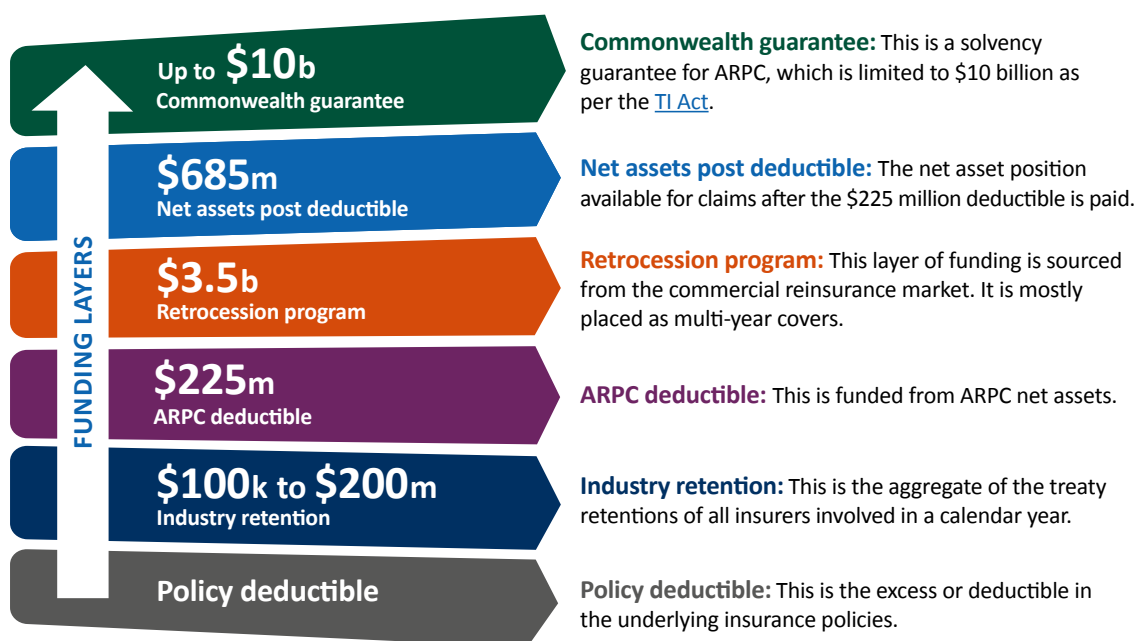 Up to $10b
Commonwealth guarantee
Commonwealth guarantee: This is a solvency
guarantee for ARPC, which is limited to $10 billion as
per the TI Act.
$685m
Net assets post deductible
Net assets post deductible: The net asset position
available for claims after the $225 million deductible is paid.
$3.5b
Retrocession program
Retrocession program: This layer of funding is sourced
from the commercial reinsurance market. It is mostly
placed as multi-year covers.
$225m
ARPC deductible
ARPC deductible: This is funded from ARPC net assets.
$100k to $200m
Industry retention
Industry retention: This is the aggregate of the treaty
retentions of all insurers involved in a calendar year.
Policy deductible
Policy deductible: This is the excess or deductible in
the underlying insurance policies.
FUNDING LAYERS